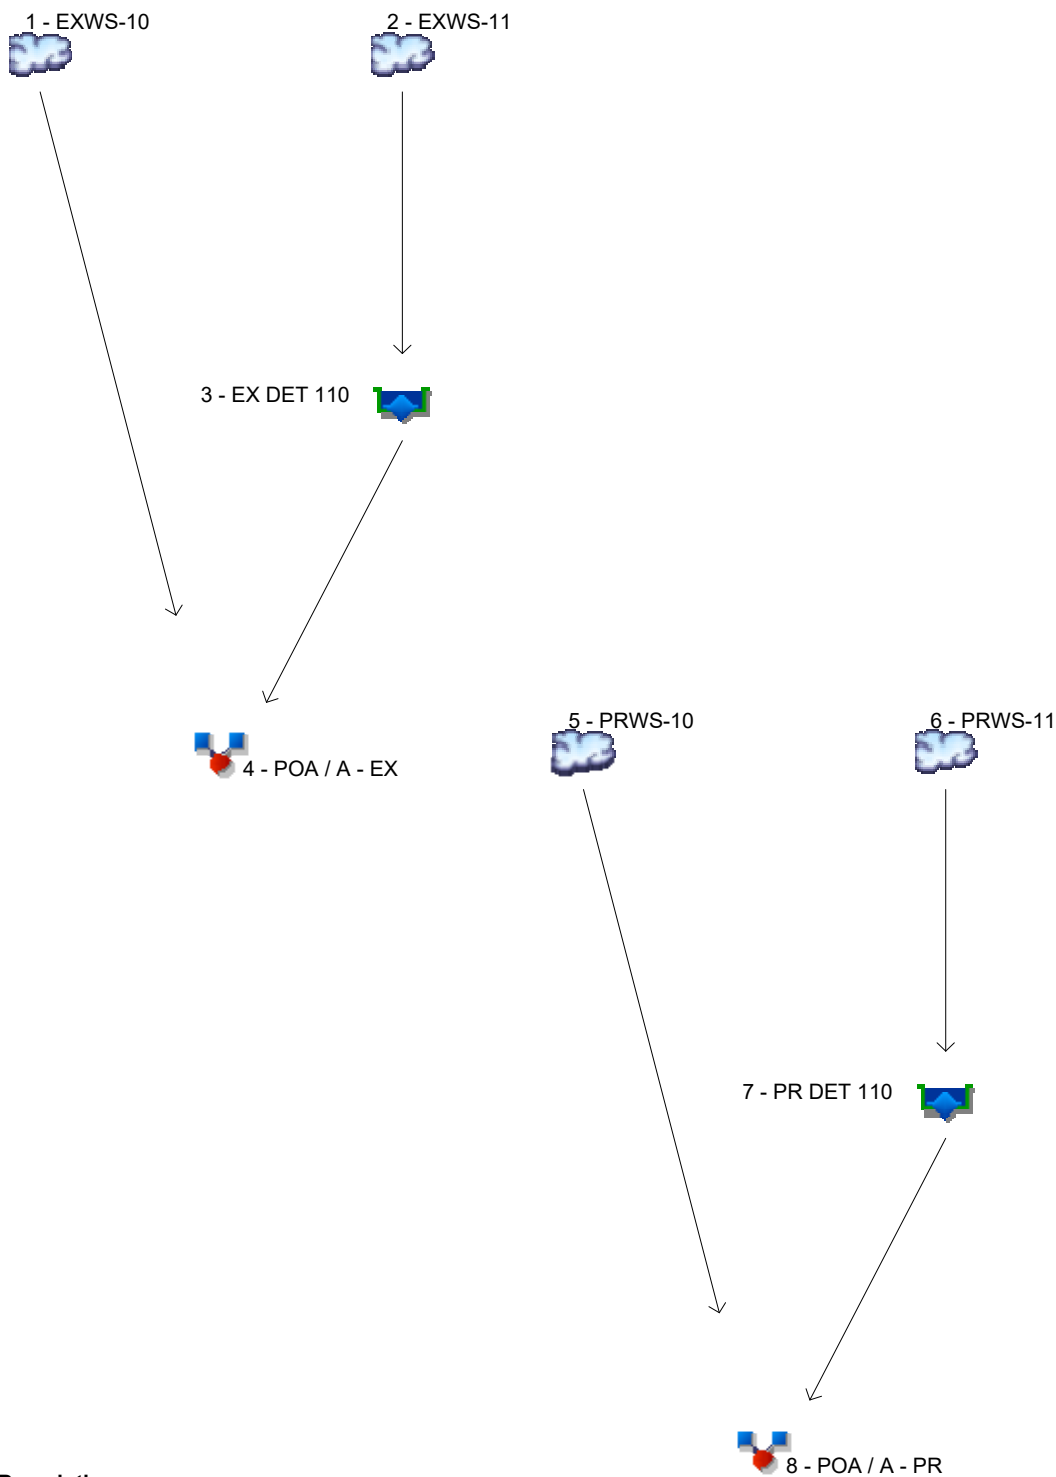 1 - EXWS-10
2 - EXWS-11
3 - EX DET 110
4 - POA / A - EX
5 - PRWS-10
6 - PRWS-11
7 - PR DET 110
8 - POA / A - PR